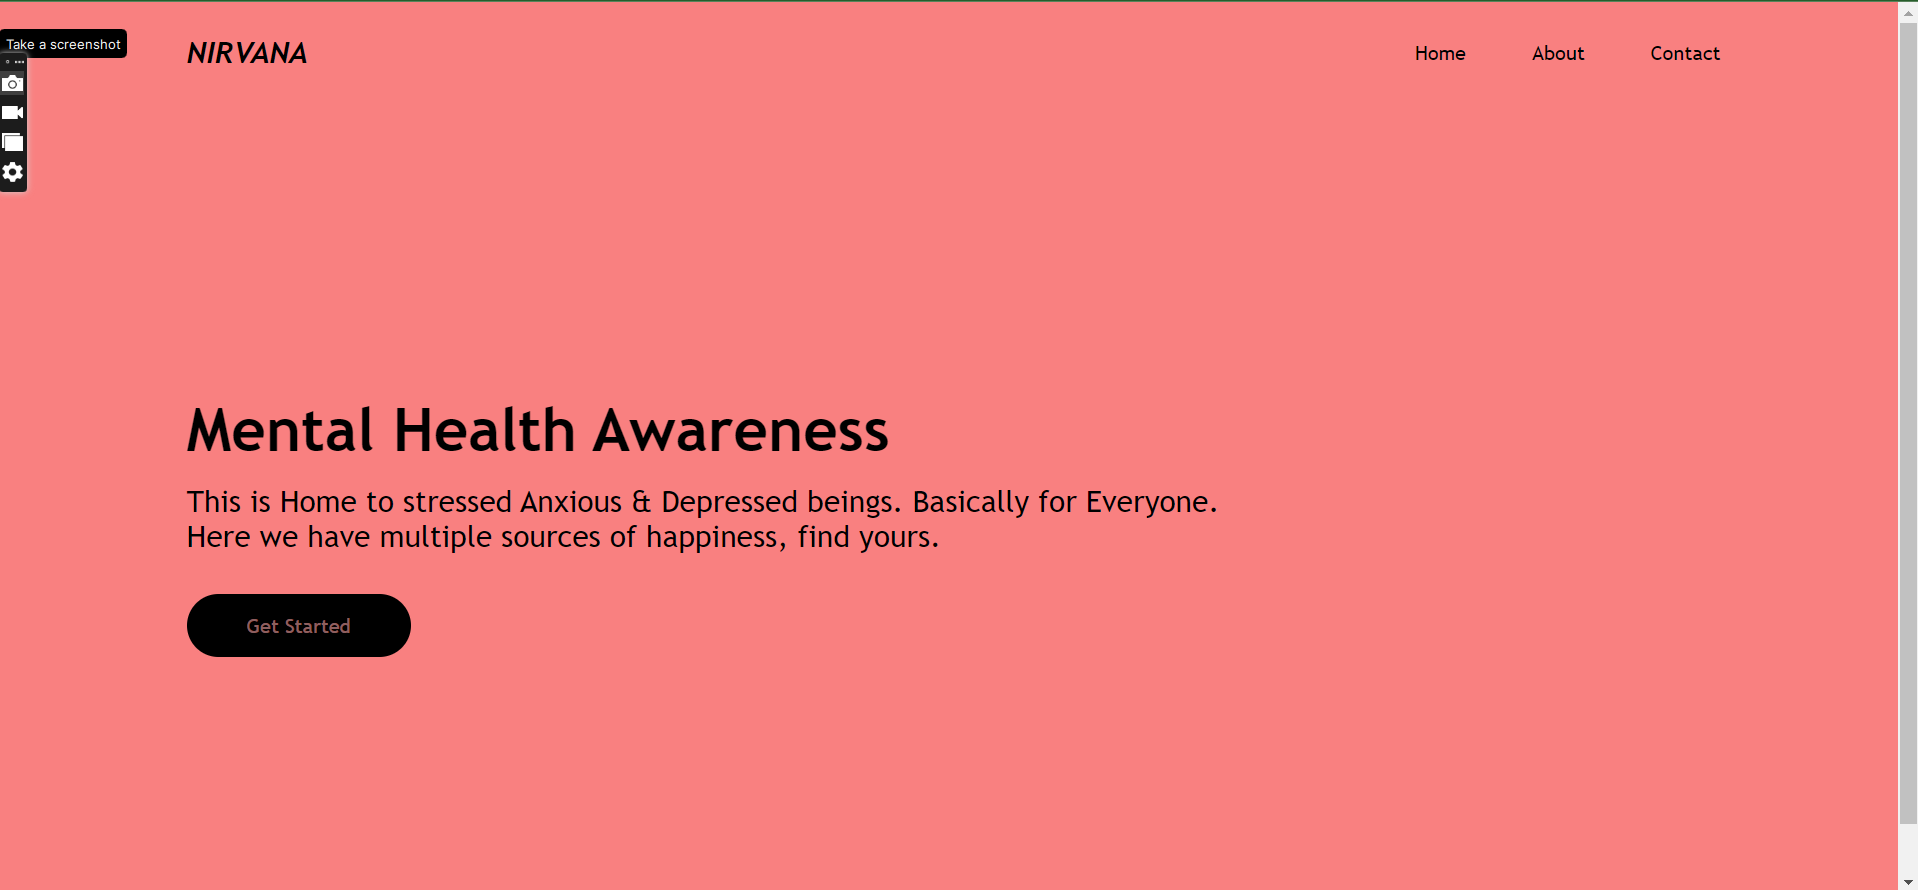 Take a screenshot
NIRVANA
Home
About
Contact
Mental Health Awareness
This is Home to stressed Anxious & Depressed beings. Basically for Everyone.
Here we have multiple sources of happiness, find yours.
Get Started